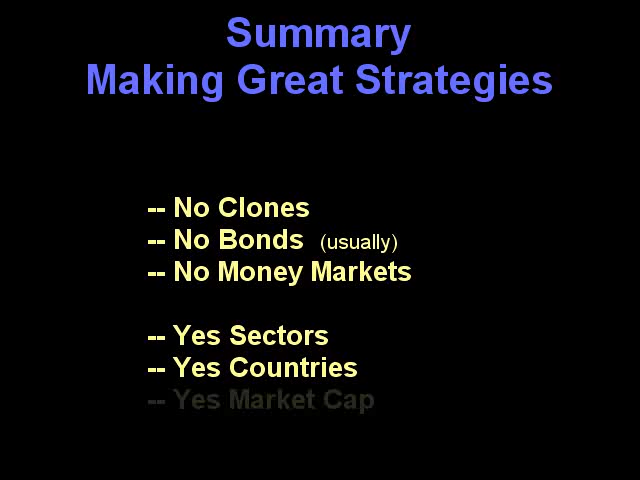 Summary
Making Great Strategies
-- No Clones
-- No Bonds (usually)
-- No Money Markets
-- Yes Sectors
-- Yes Countries
-- Yes Market Cap